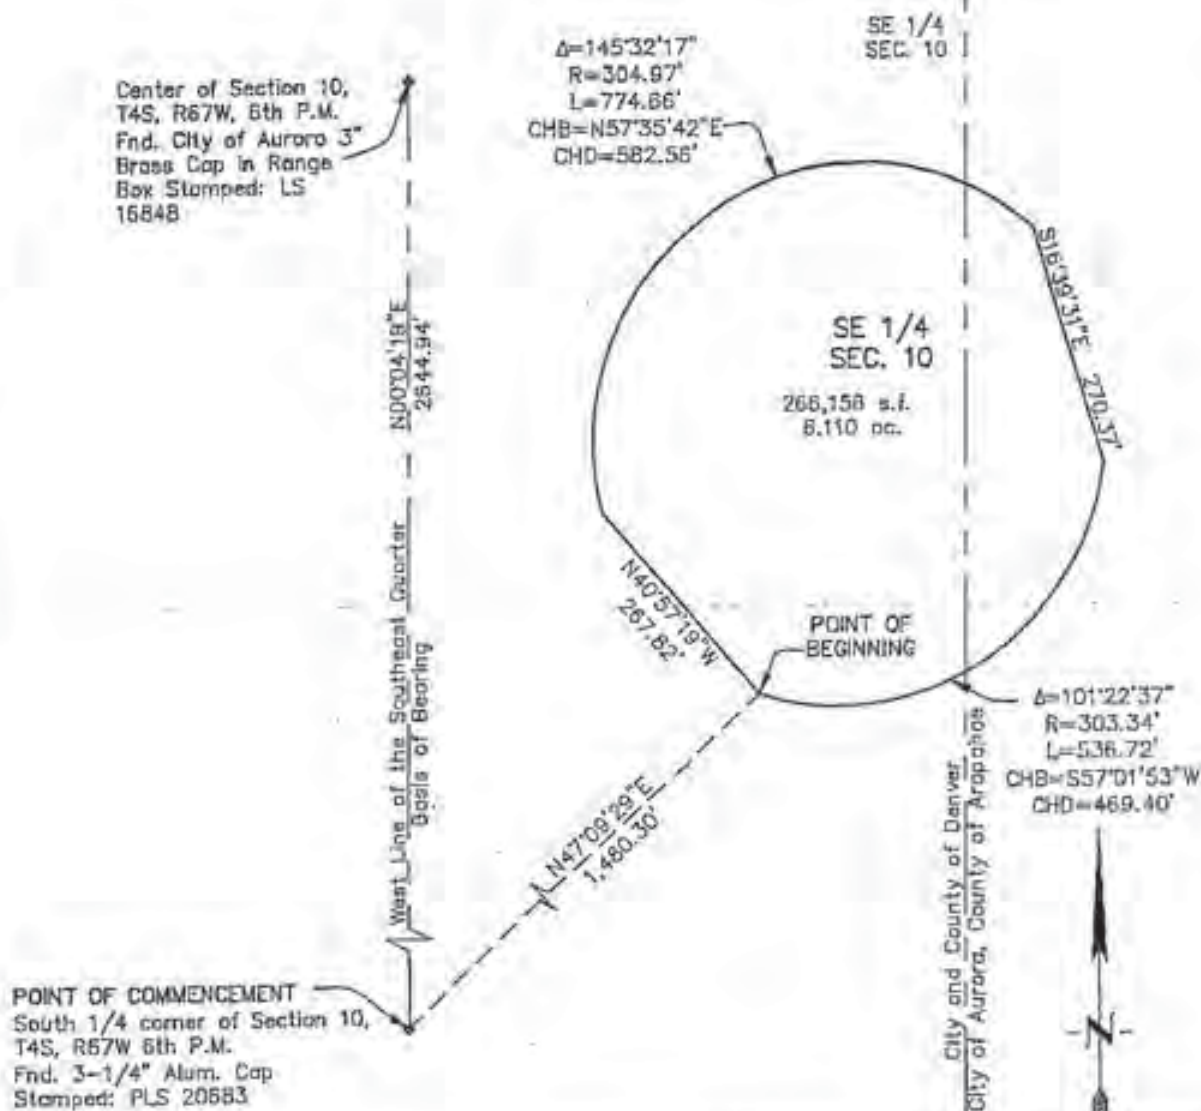 SE 1/4
SEC. 10
Δ=145°32'17"
R=304.97'
L=774.66'
CHB=N57°35'42"E
CHD=582.56'
Center of Section 10,
T4S, R67W, 6th P.M.
Fnd. City of Aurora 3"
Brass Cap in Range
Box Stamped: LS
16848
N00°04'19"E
2644.94'
S16°39'31"E 270.37'
SE 1/4
SEC. 10
266,158 s.f.
6.110 ac.
N40°57'19"W
267.82'
POINT OF
BEGINNING
West Line of the Southeast Quarter
Basis of Bearing
Δ=101°22'37"
R=303.34'
L=536.72'
CHB=S57°01'53"W
CHD=469.40'
N47°09'29"E
1,480.30'
City and County of Denver
City of Aurora, County of Arapahoe
POINT OF COMMENCEMENT
South 1/4 corner of Section 10,
T4S, R67W 6th P.M.
Fnd. 3-1/4" Alum. Cap
Stamped: PLS 20683
N